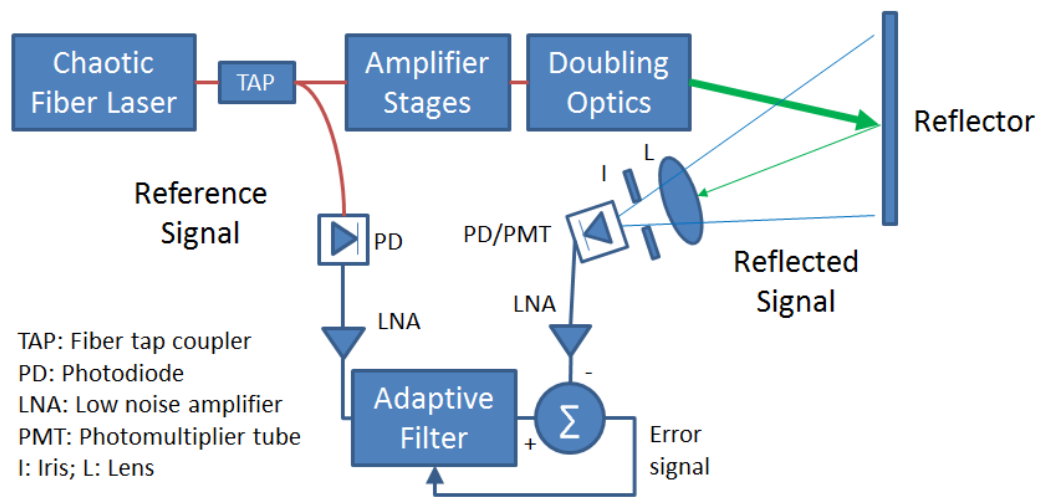 Chaotic
Fiber Laser
TAP
Amplifier
Stages
Doubling
Optics
Reflector
L
I
Reference
Signal
PD
PD/PMT
Reflected
Signal
LNA
LNA
TAP: Fiber tap coupler
PD: Photodiode
LNA: Low noise amplifier
PMT: Photomultiplier tube
I: Iris; L: Lens
Adaptive
Filter
-
+
Σ
Error
signal